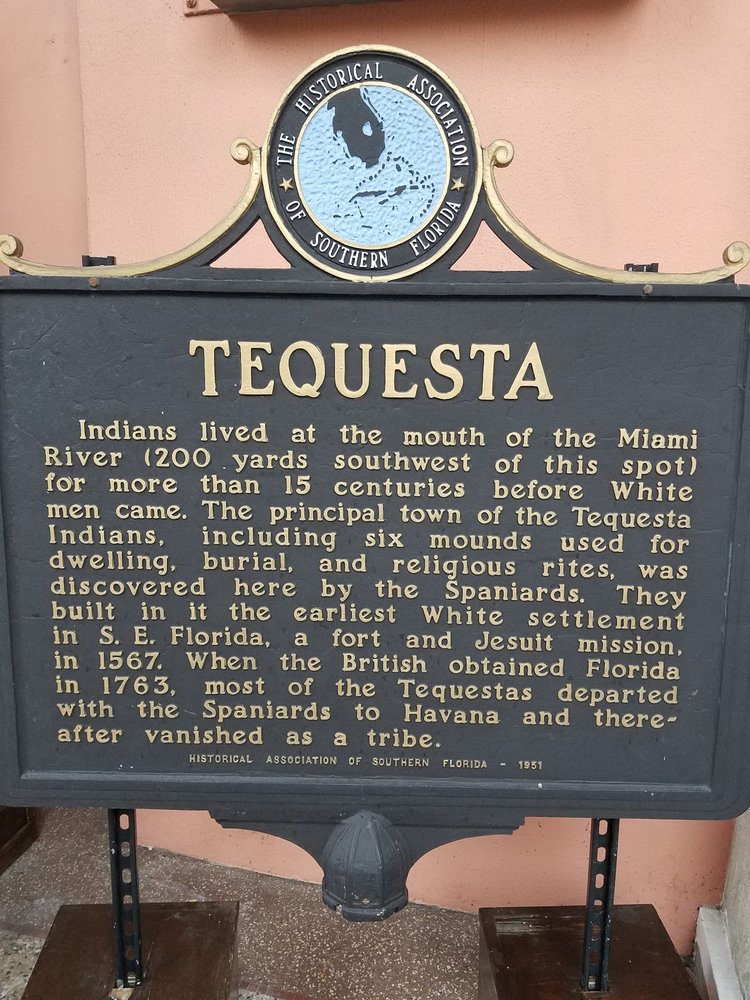 THE HISTORICAL ASSOCIATION
OF SOUTHERN FLORIDA
TEQUESTA
Indians lived at the mouth of the Miami
River (200 yards southwest of this spot)
for more than 15 centuries before White
men came. The principal town of the Tequesta
Indians, including six mounds used for
dwelling, burial, and religious rites, was
discovered here by the Spaniards. They
built in it the earliest White settlement
in S. E. Florida, a fort and Jesuit mission,
in 1567. When the British obtained Florida
in 1763, most of the Tequestas departed
with the Spaniards to Havana and there-
after vanished as a tribe.
HISTORICAL ASSOCIATION OF SOUTHERN FLORIDA - 1951